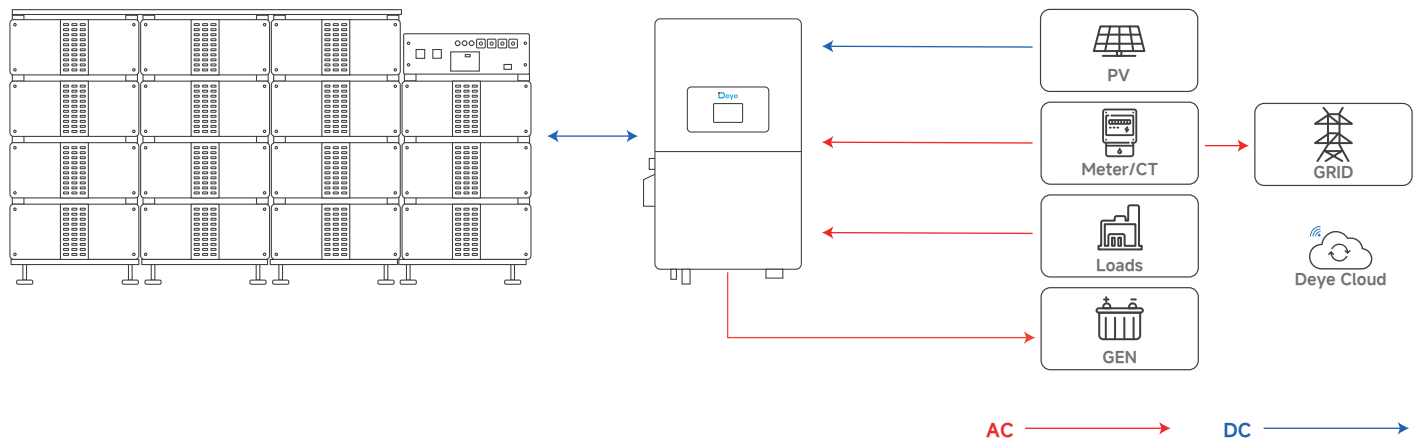 Deye
PV
Meter/CT
GRID
Loads
Deye Cloud
GEN
AC
DC